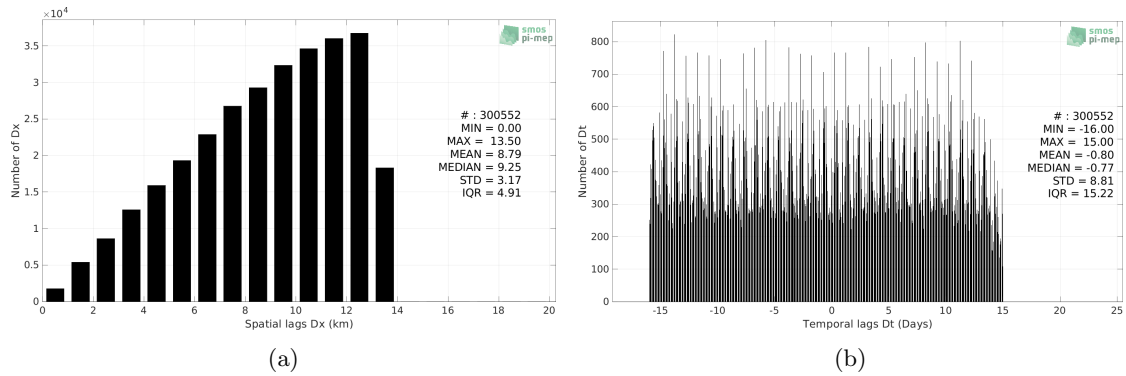 ×10⁴
3.5
3
2.5
2
1.5
1
0.5
0
Number of Dx
0 2 4 6 8 10 12 14 16 18 20
Spatial lags Dx (km)
smos
pi-mep
# : 300552
MIN = 0.00
MAX = 13.50
MEAN = 8.79
MEDIAN = 9.25
STD = 3.17
IQR = 4.91
(a)
800
700
600
500
400
300
200
100
0
Number of Dt
-15 -10 -5 0 5 10 15 20 25
Temporal lags Dt (Days)
smos
pi-mep
# : 300552
MIN = -16.00
MAX = 15.00
MEAN = -0.80
MEDIAN = -0.77
STD = 8.81
IQR = 15.22
(b)